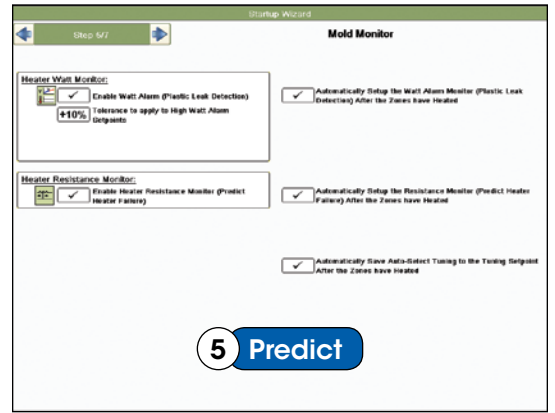 Startup Wizard
Step 6/7
Mold Monitor
Heater Watt Monitor:
Enable Watt Alarm (Plastic Leak Detection)
+10%
Tolerance to apply to High Watt Alarm
Setpoints
Automatically Setup the Watt Alarm Monitor (Plastic Leak
Detection) After the Zones have Heated
Heater Resistance Monitor:
Enable Heater Resistance Monitor (Predict
Heater Failure)
Automatically Setup the Resistance Monitor (Predict Heater
Failure) After the Zones have Heated
Automatically Save Auto-Select Tuning to the Tuning Setpoint
After the Zones have Heated
5 Predict